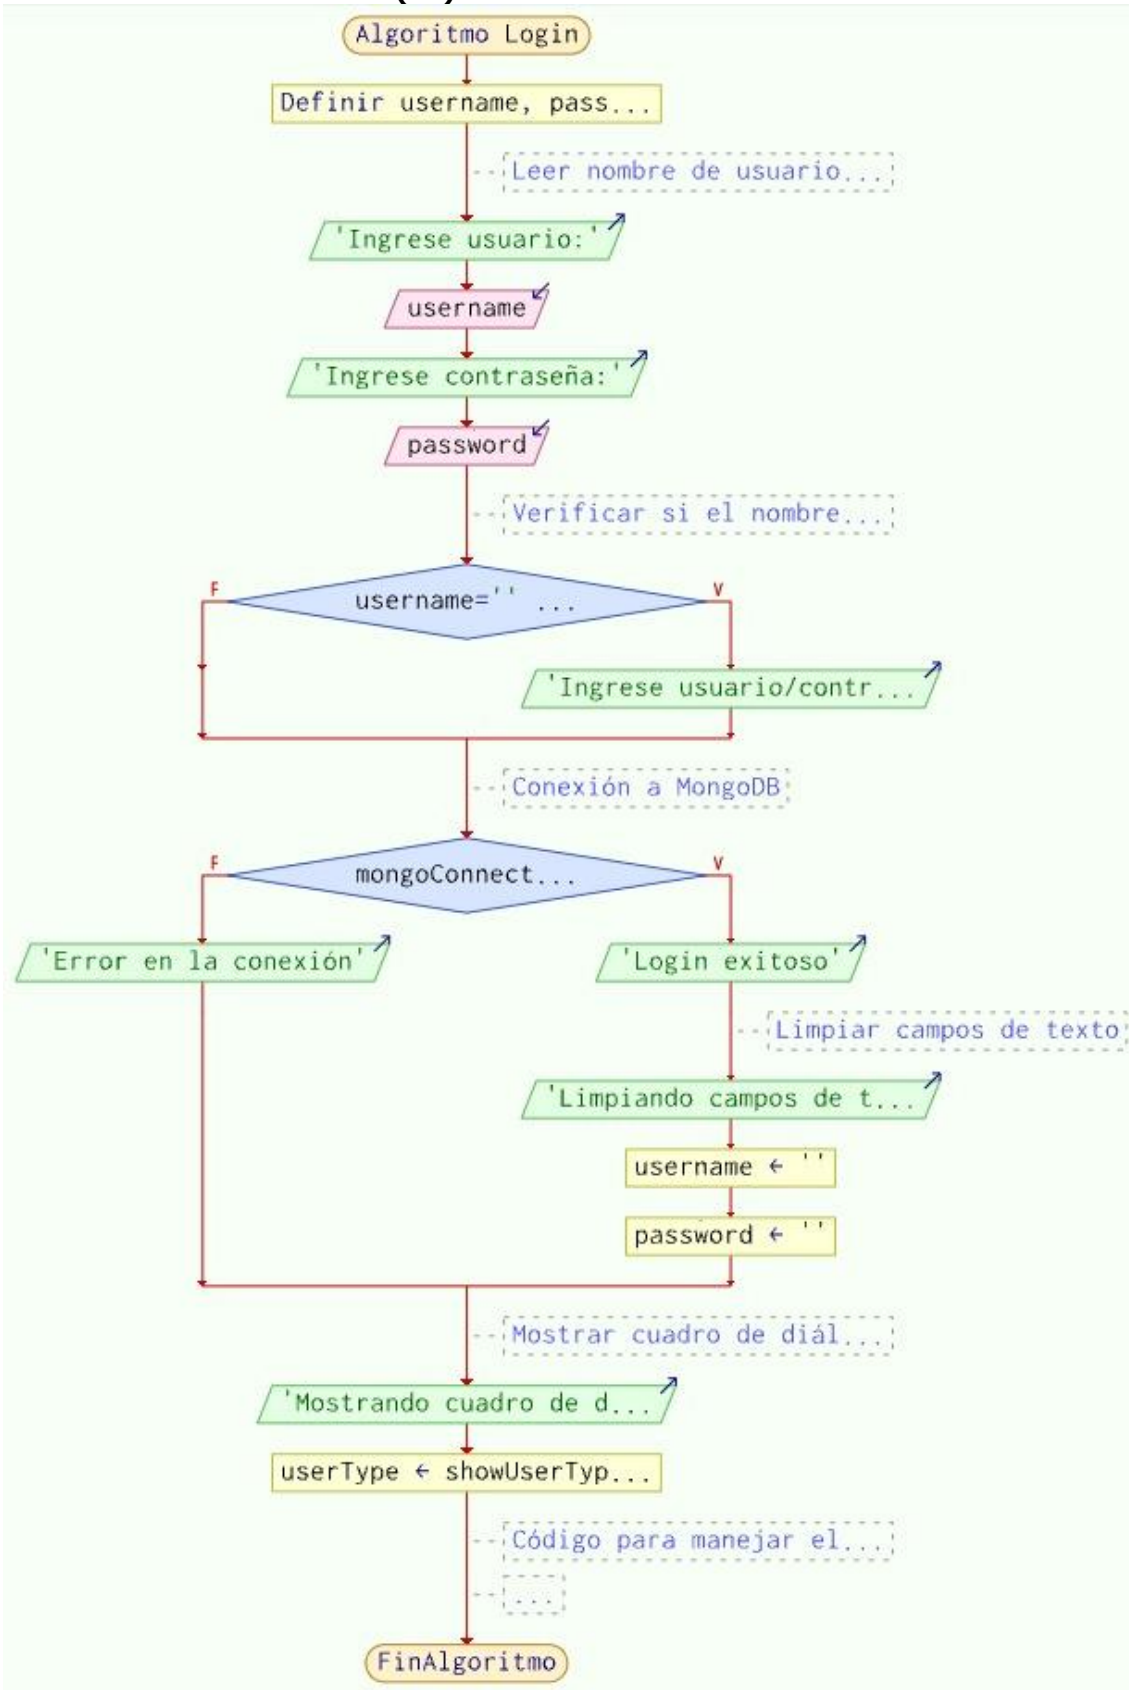 Algoritmo Login
Definir username, pass...
Leer nombre de usuario...
'Ingrese usuario:'
username
'Ingrese contraseña:'
password
Verificar si el nombre...
F
V
username='' ...
'Ingrese usuario/contr...
Conexión a MongoDB
F
V
mongoConnect...
'Error en la conexión'
'Login exitoso'
Limpiar campos de texto
'Limpiando campos de t...
username ← ''
password ← ''
Mostrar cuadro de diál...
'Mostrando cuadro de d...
userType ← showUserTyp...
Código para manejar el...
...
FinAlgoritmo